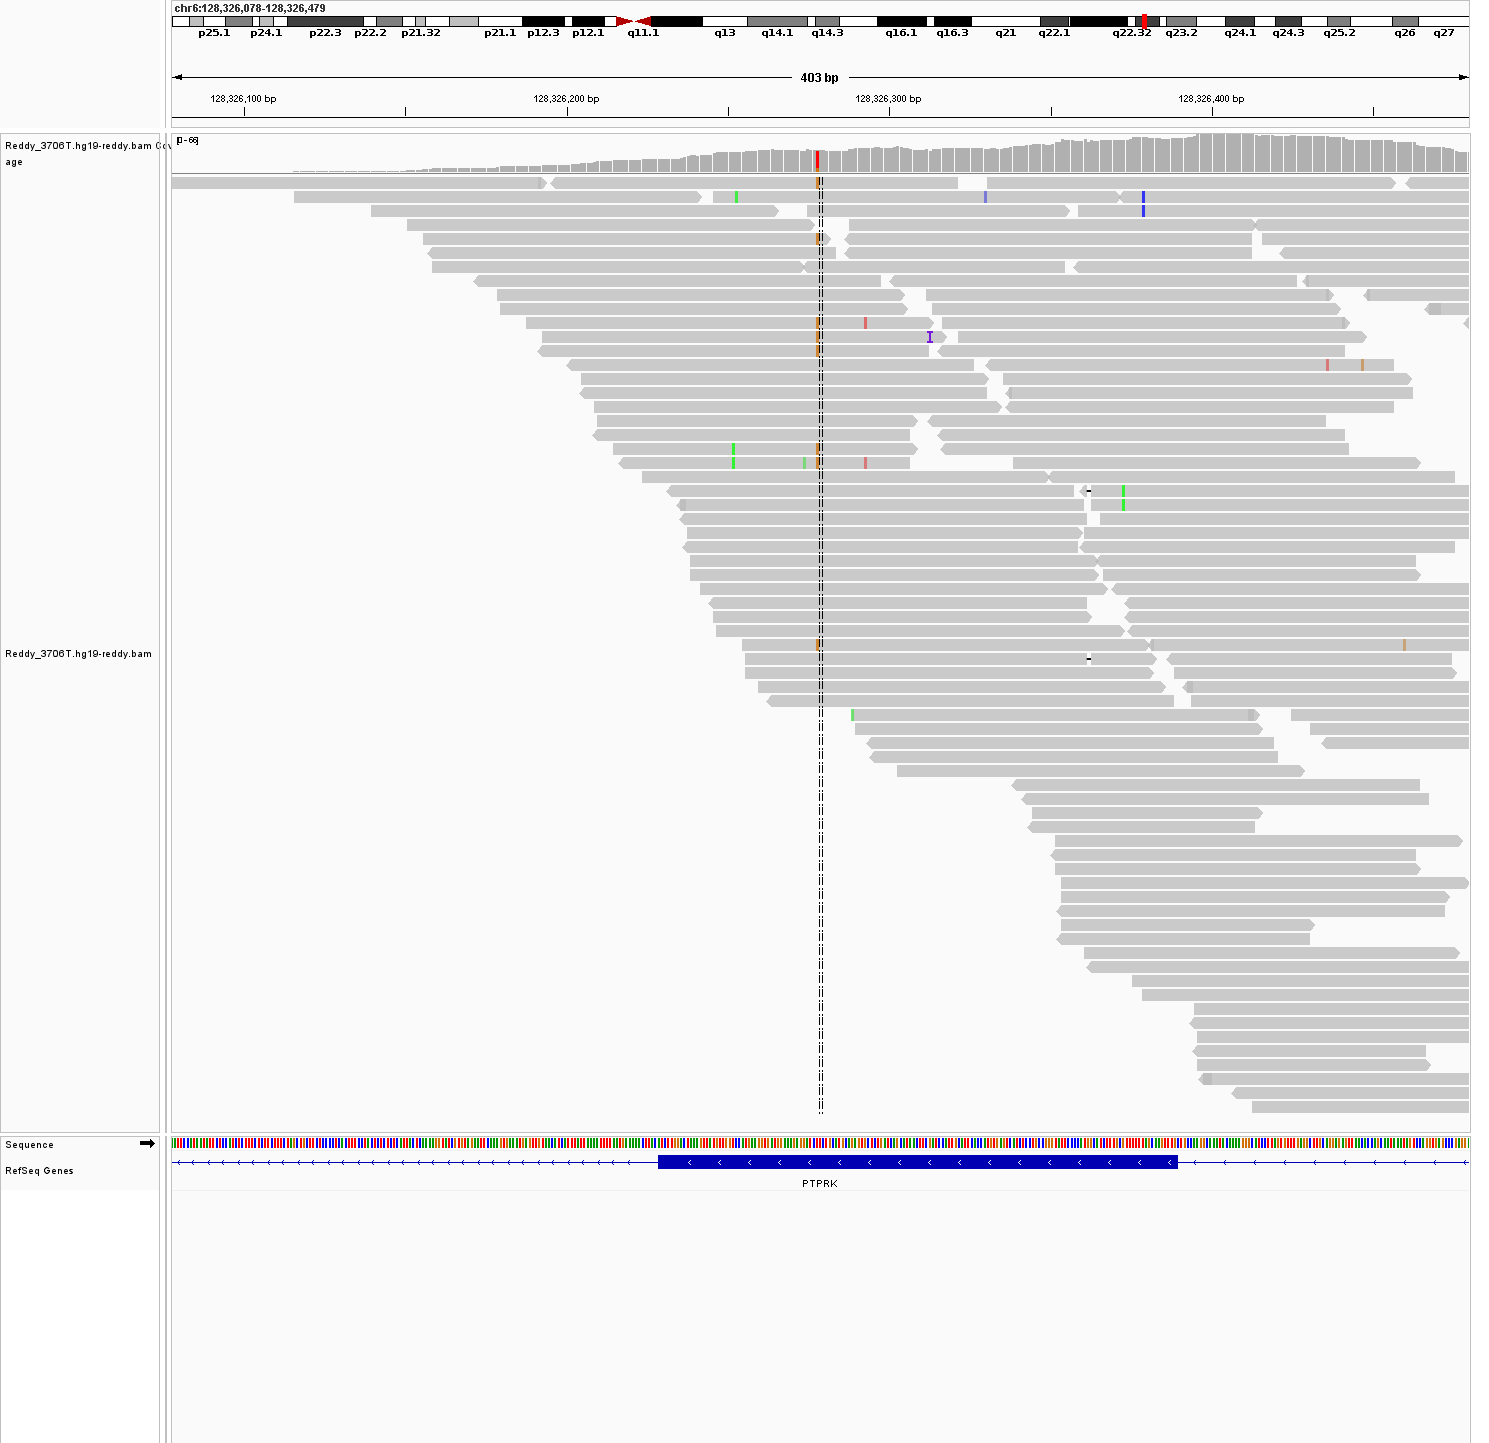 chr6:128,326,078-128,326,479
p25.1 p24.1 p22.3 p22.2 p21.32 p21.1 p12.3 p12.1 q11.1 q13 q14.1 q14.3 q16.1 q16.3 q21 q22.1 q22.32 q23.2 q24.1 q24.3 q25.2 q26 q27
403 bp
128,326,100 bp 128,326,200 bp 128,326,300 bp 128,326,400 bp
[0-66]
Reddy_3706T.hg19-reddy.bam Cov
age
Reddy_3706T.hg19-reddy.bam
Sequence
RefSeq Genes
PTPRK